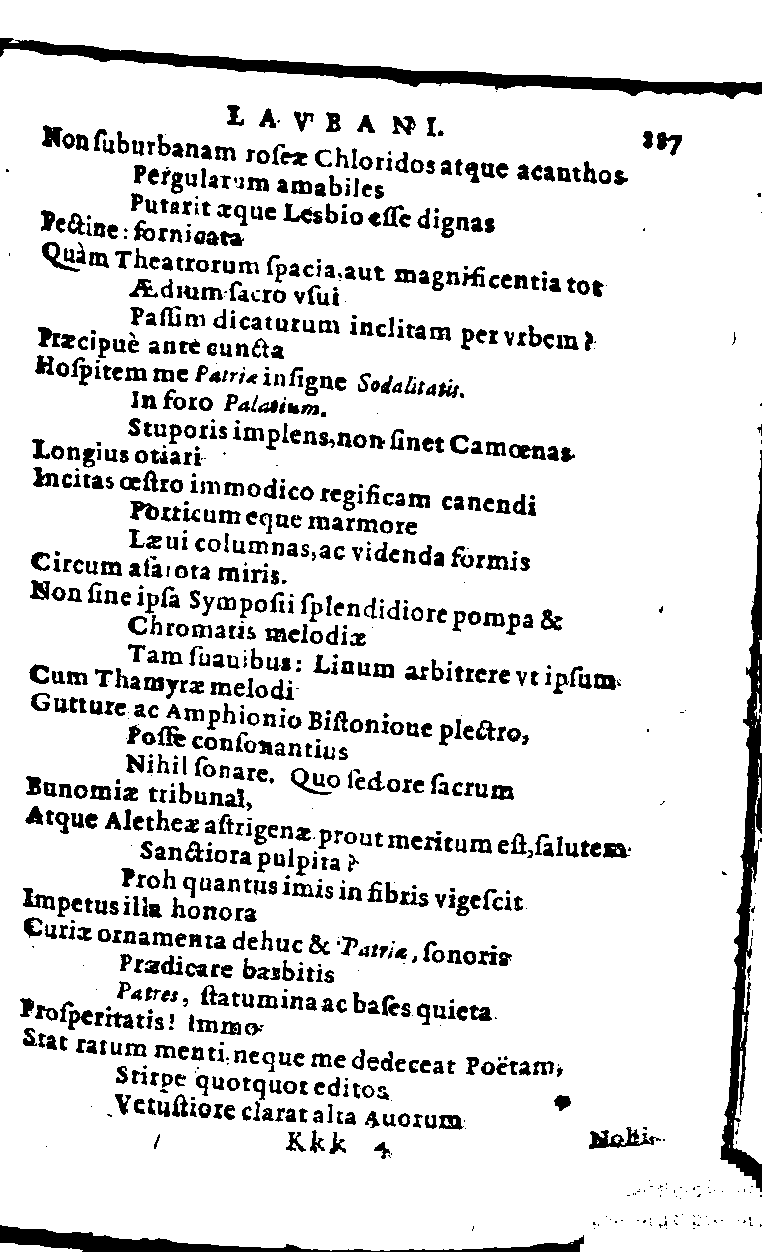 LAVBANI. 887
Non ſuburbanam roſeæ Chloridos atque acanthos
Pergularum amabiles
Putarit æque Lesbio eſſe dignas
Pectine: fornicata
Quàm Theatrorum ſpacia, aut magnificentia tot
Ædium ſacro vſui
Paſſim dicaturum inclitam per vrbem?
Præcipuè ante cuncta
Hoſpitem me Patriæ inſigne Sodalitatis.
In foro Palatium.
Stuporis implens, non ſinet Camœnas
Longius otiari
Incitas œſtro immodico regificam canendi
Porticum eque marmore
Læui columnas, ac videnda formis
Circum aſarota miris.
Non ſine ipſa Sympoſii ſplendidiore pompa &
Chromatis melodiæ
Tam ſuauibus: Linum arbitrere vt ipſum
Cum Thamyræ melodi
Gutture ac Amphionio Biſtonioue plectro,
Poſſe conſonantius
Nihil ſonare. Quo ſed ore ſacrum
Eunomiæ tribunal,
Atque Aletheæ aſtrigenæ prout meritum eſt, ſalutem
Sanctiora pulpita?
Proh quantus imis in fibris vigeſcit
Impetus illa honora
Curiæ ornamenta dehuc & Patriæ, ſonoris
Prædicare barbitis
Patres, ſtatumina ac baſes quieta
Proſperitatis! Immo
Stat ratum menti, neque me dedeceat Poëtam,
Stirpe quotquot editos
Vetuſtiore clarat alta Auorum
Kkk 4 Nobi-